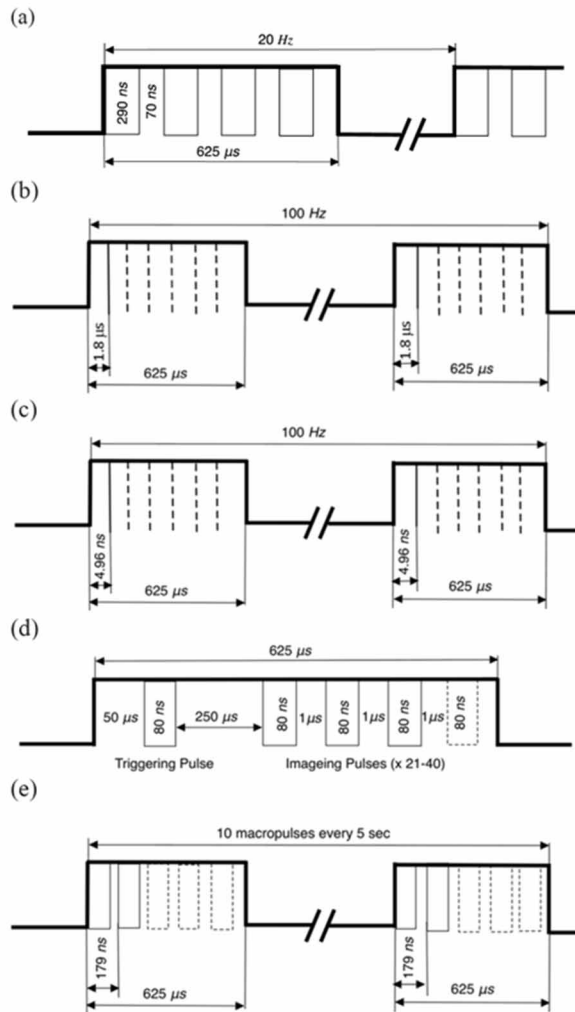 (a)
20 Hz
290 ns
70 ns
625 µs
(b)
100 Hz
1.8 µs
1.8 µs
625 µs
625 µs
(c)
100 Hz
4.96 ns
4.96 ns
625 µs
625 µs
(d)
625 µs
50 µs
80 ns
250 µs
80 ns
1µs
80 ns
1µs
80 ns
1µs
80 ns
Triggering Pulse
Imageing Pulses (x 21-40)
(e)
10 macropulses every 5 sec
179 ns
179 ns
625 µs
625 µs